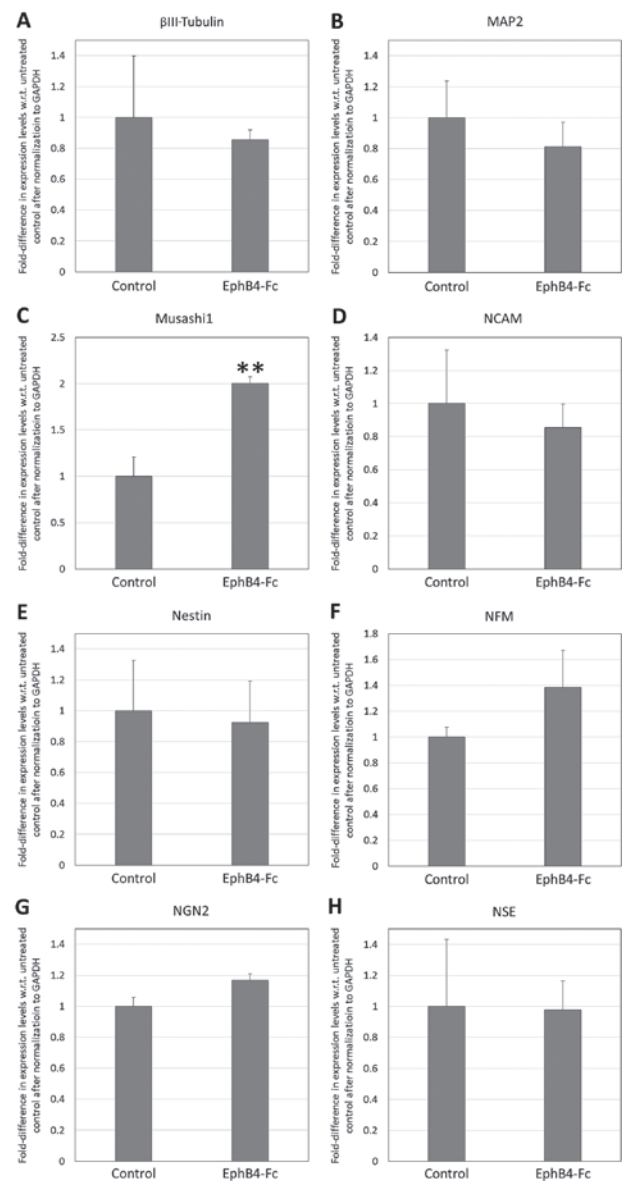 A
βIII-Tubulin
Fold-difference in expression levels w.r.t. untreated
control after normalizatioin to GAPDH
1.4
1.2
1
0.8
0.6
0.4
0.2
0
Control EphB4-Fc
B
MAP2
Fold-difference in expression levels w.r.t. untreated
control after normalizatioin to GAPDH
1.4
1.2
1
0.8
0.6
0.4
0.2
0
Control EphB4-Fc
C
Musashi1
Fold-difference in expression levels w.r.t. untreated
control after normalizatioin to GAPDH
2.5
2
1.5
1
0.5
0
**
Control EphB4-Fc
D
NCAM
Fold-difference in expression levels w.r.t. untreated
control after normalizatioin to GAPDH
1.4
1.2
1
0.8
0.6
0.4
0.2
0
Control EphB4-Fc
E
Nestin
Fold-difference in expression levels w.r.t. untreated
control after normalizatioin to GAPDH
1.4
1.2
1
0.8
0.6
0.4
0.2
0
Control EphB4-Fc
F
NFM
Fold-difference in expression levels w.r.t. untreated
control after normalizatioin to GAPDH
1.8
1.6
1.4
1.2
1
0.8
0.6
0.4
0.2
0
Control EphB4-Fc
G
NGN2
Fold-difference in expression levels w.r.t. untreated
control after normalizatioin to GAPDH
1.4
1.2
1
0.8
0.6
0.4
0.2
0
Control EphB4-Fc
H
NSE
Fold-difference in expression levels w.r.t. untreated
control after normalizatioin to GAPDH
1.4
1.2
1
0.8
0.6
0.4
0.2
0
Control EphB4-Fc